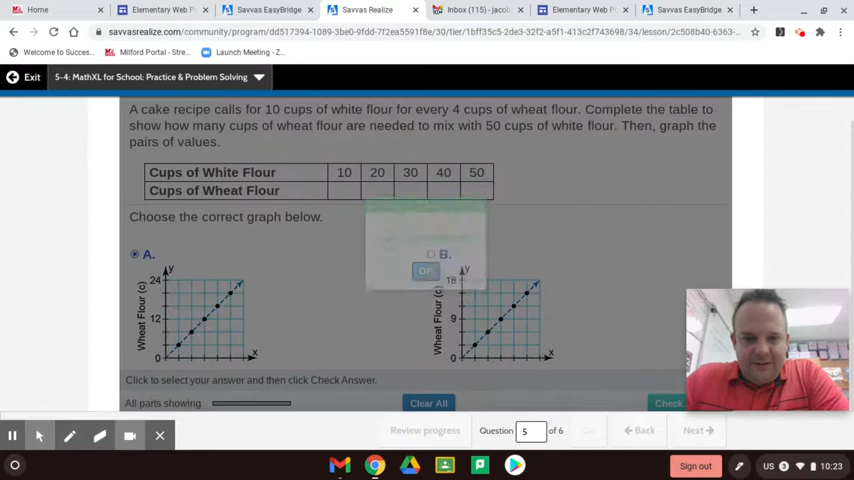 Home
Elementary Web P
Savvas EasyBridge
Savvas Realize
Inbox (115) - jacob
Elementary Web P
Savvas EasyBridge
savvasrealize.com/community/program/dd517394-1089-3be0-9fdd-7f2ea5591f8e/30/tier/1bff35c5-2de3-32f2-a5f1-413c2f743698/34/lesson/2c508b40-6363-...
Welcome to Succes...
Milford Portal - Stre...
Launch Meeting - Z...
Exit
5-4: MathXL for School: Practice & Problem Solving
A cake recipe calls for 10 cups of white flour for every 4 cups of wheat flour. Complete the table to
show how many cups of wheat flour are needed to mix with 50 cups of white flour. Then, graph the
pairs of values.
Cups of White Flour 10 20 30 40 50
Cups of Wheat Flour
Choose the correct graph below.
A.
B.
y
24
12
0
x
Wheat Flour (c)
y
18
9
0
x
Wheat Flour (c)
OK
Click to select your answer and then click Check Answer.
All parts showing
Clear All
Check
Review progress
Question 5 of 6
Go
Back
Next
Sign out
US 3 10:23